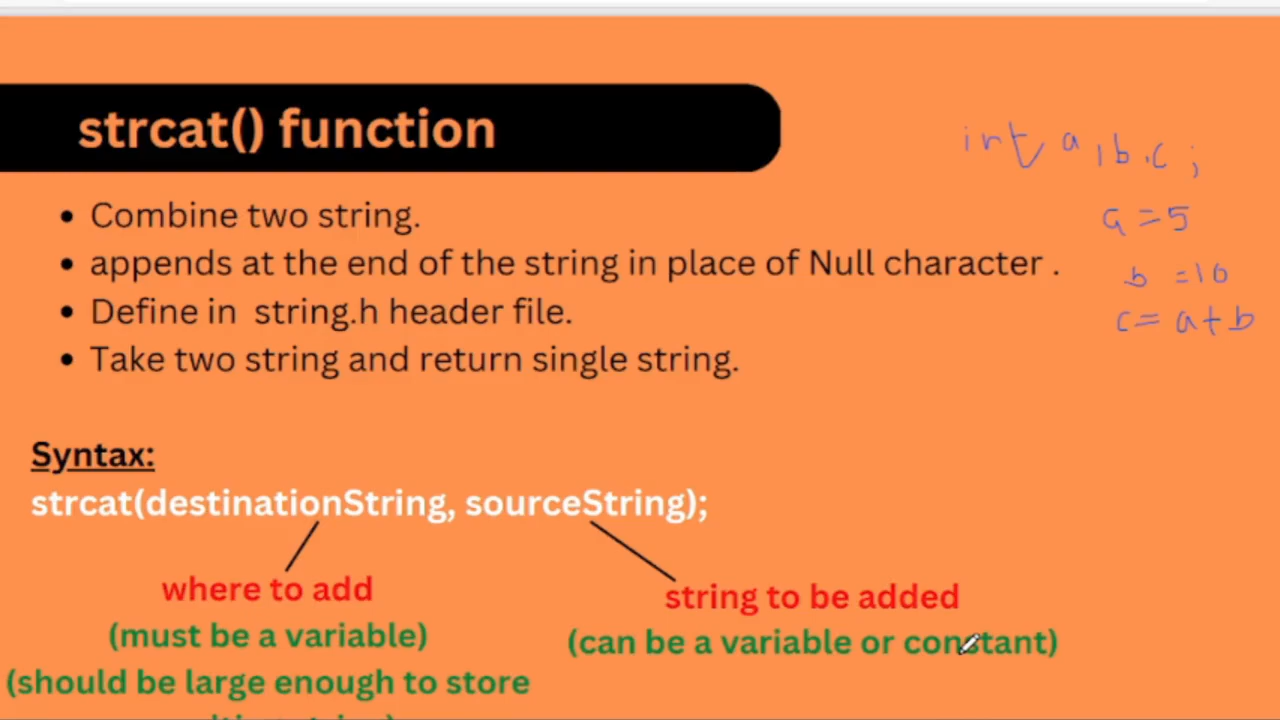 strcat() function
int a, b, c ;
• Combine two string.
a = 5
• appends at the end of the string in place of Null character .
b = 10
• Define in string.h header file.
c = a + b
• Take two string and return single string.
Syntax:
strcat(destinationString, sourceString);
where to add
string to be added
(must be a variable)
(can be a variable or constant)
(should be large enough to store